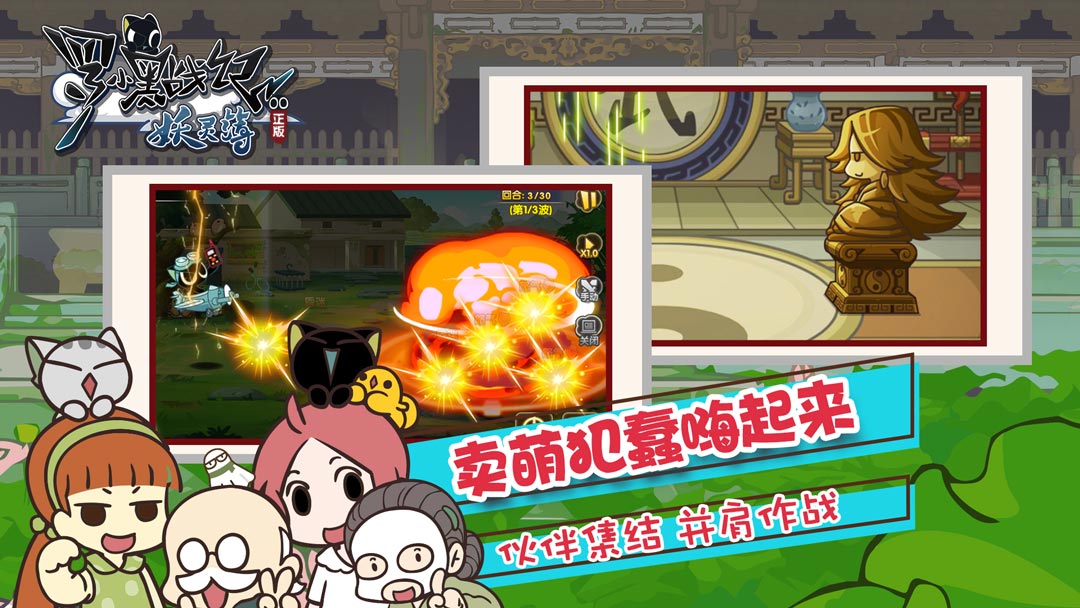 罗小黑战记
妖灵簿
正版
回合: 3/30
(第1/3波)
X1.0
手动
关闭
卖萌犯蠢嗨起来
伙伴集结 并肩作战